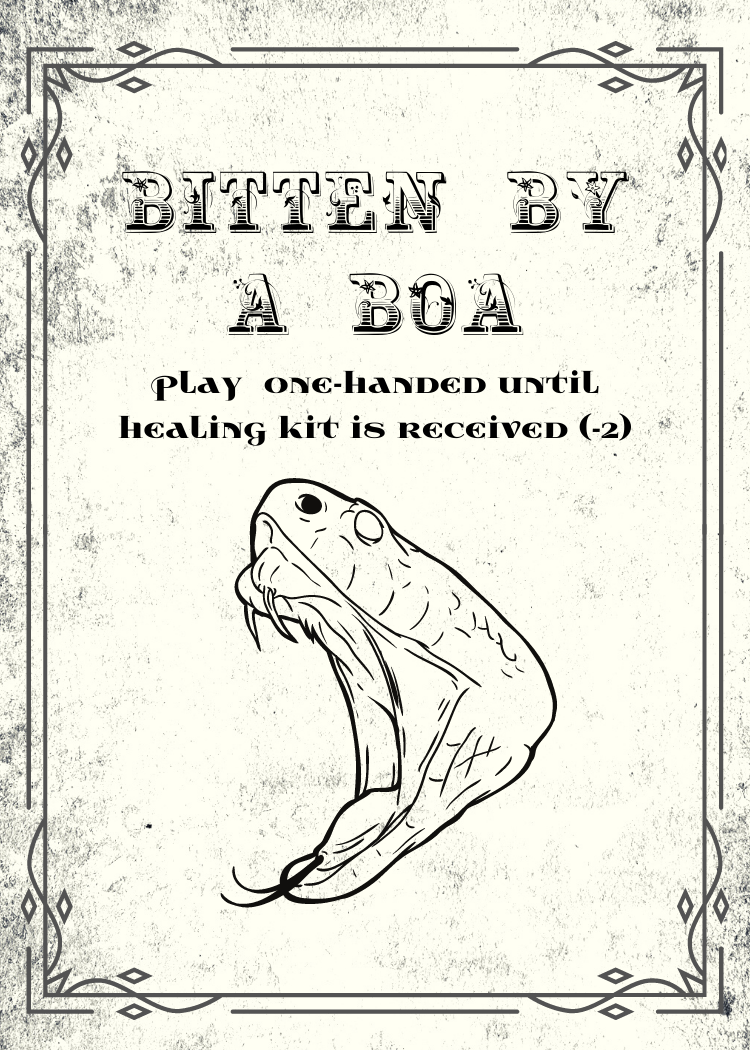 BITTEN BY
A BOA
Play one-handed until
healing kit is received (-2)